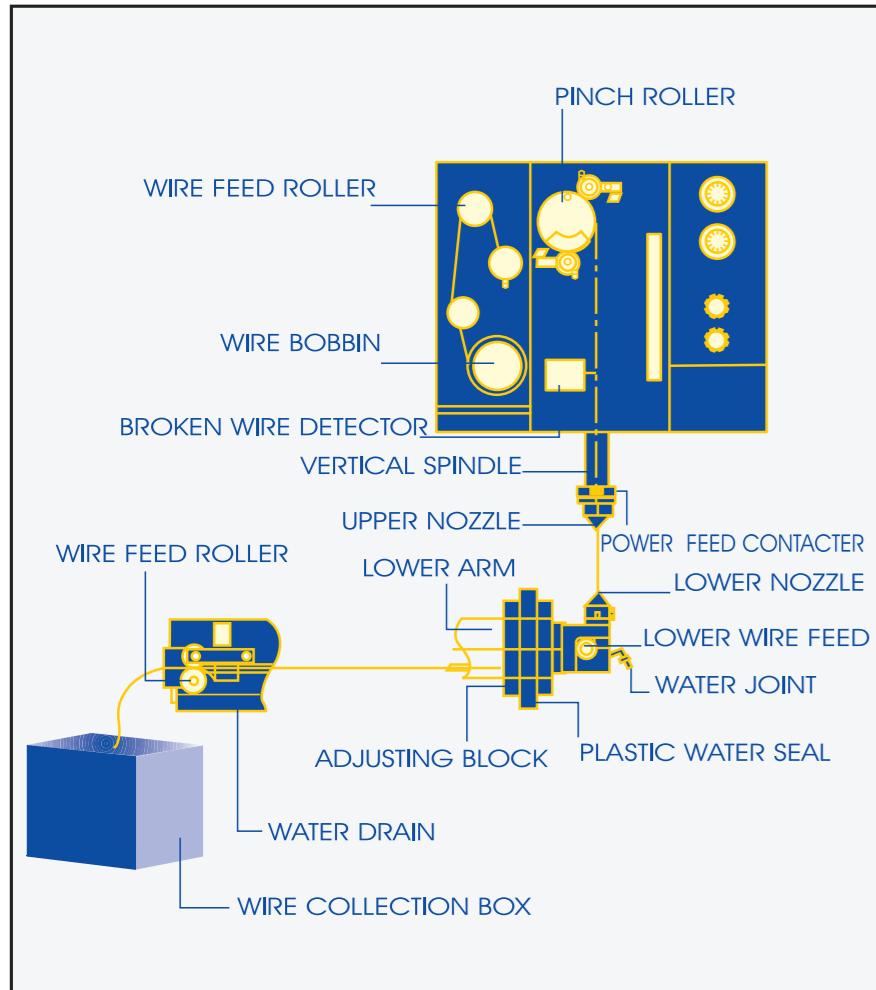 PINCH ROLLER
WIRE FEED ROLLER
WIRE BOBBIN
BROKEN WIRE DETECTOR
VERTICAL SPINDLE
UPPER NOZZLE
POWER FEED CONTACTER
WIRE FEED ROLLER
LOWER ARM
LOWER NOZZLE
LOWER WIRE FEED
WATER JOINT
ADJUSTING BLOCK
PLASTIC WATER SEAL
WATER DRAIN
WIRE COLLECTION BOX